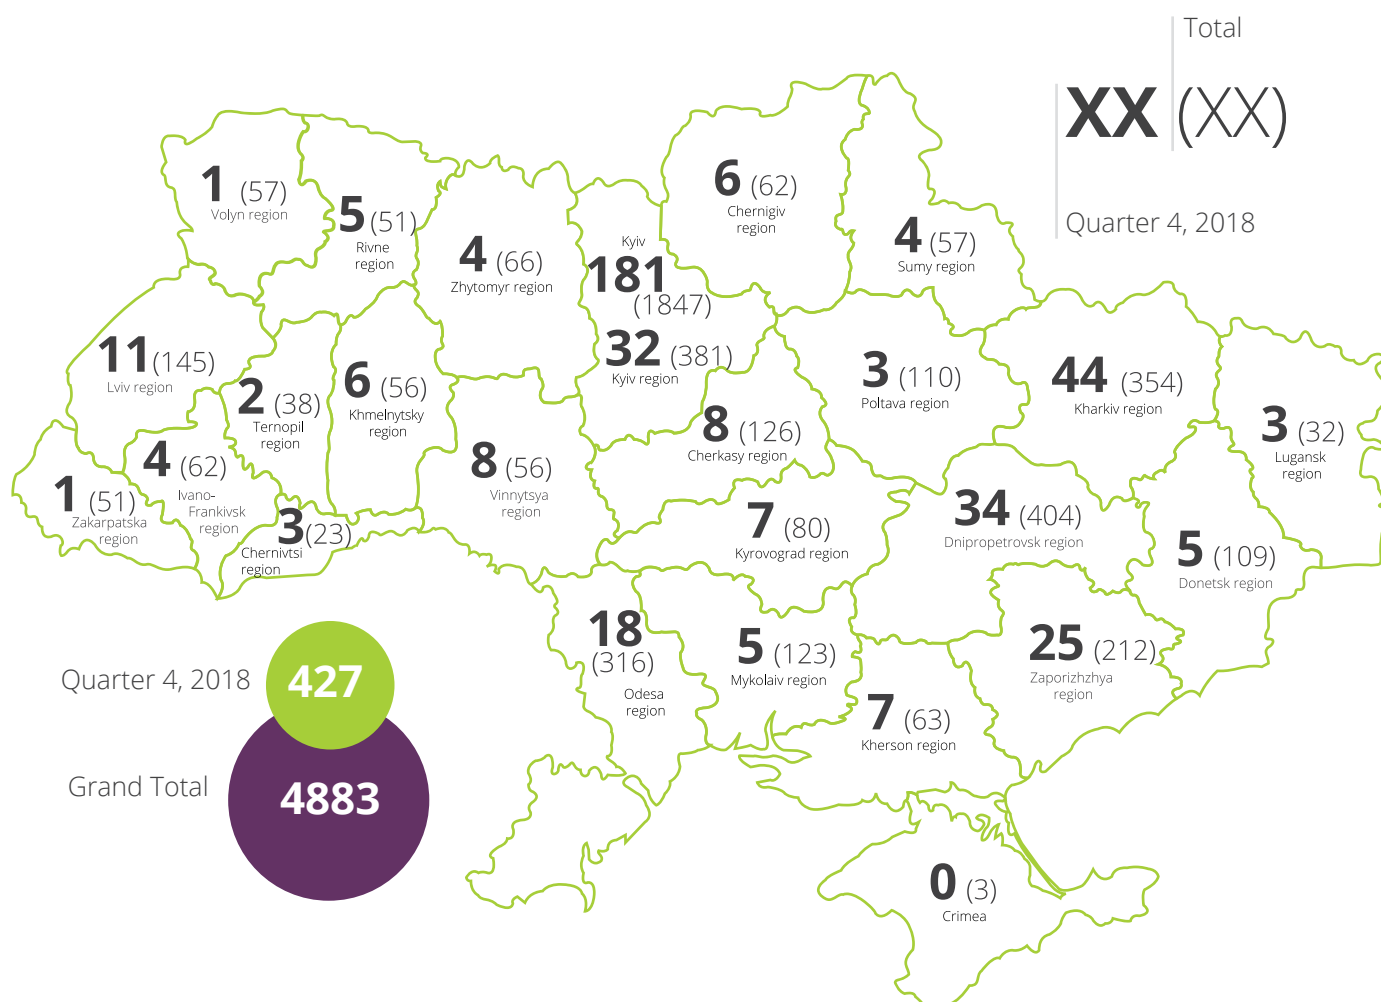 Total
XX (XX)
Quarter 4, 2018
1 (57)
Volyn region
5 (51)
Rivne
region
4 (66)
Zhytomyr region
Kyiv
181
(1847)
32 (381)
Kyiv region
6 (62)
Chernigiv
region
4 (57)
Sumy region
11 (145)
Lviv region
2 (38)
Ternopil
region
6 (56)
Khmelnytsky
region
8 (126)
Cherkasy region
3 (110)
Poltava region
44 (354)
Kharkiv region
3 (32)
Lugansk
region
1 (51)
Zakarpatska
region
4 (62)
Ivano-
Frankivsk
region
3 (23)
Chernivtsi
region
8 (56)
Vinnytsya
region
7 (80)
Kyrovograd region
34 (404)
Dnipropetrovsk region
5 (109)
Donetsk region
18
(316)
Odesa
region
5 (123)
Mykolaiv region
7 (63)
Kherson region
25 (212)
Zaporizhzhya
region
0 (3)
Crimea
Quarter 4, 2018
427
Grand Total
4883